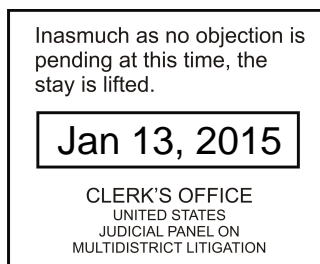 Inasmuch as no objection is
pending at this time, the
stay is lifted.
Jan 13, 2015
CLERK'S OFFICE
UNITED STATES
JUDICIAL PANEL ON
MULTIDISTRICT LITIGATION